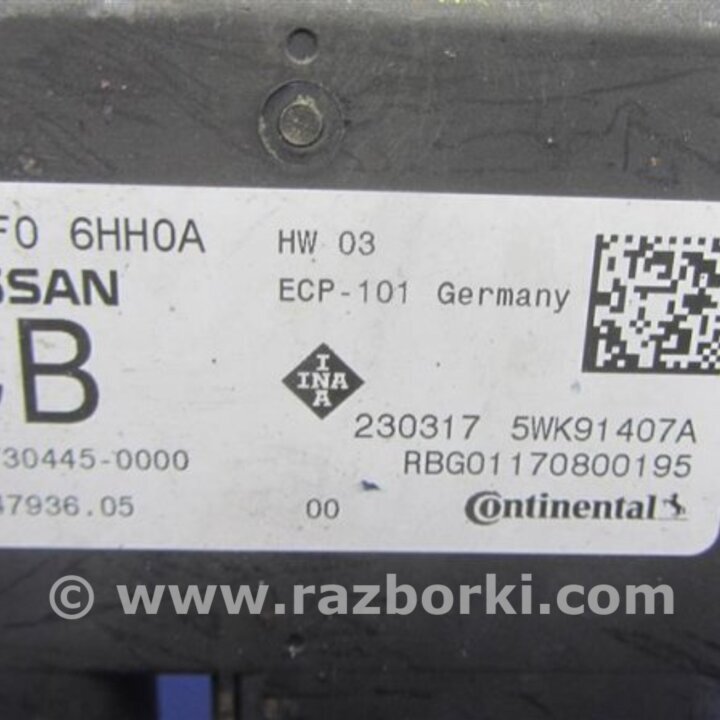 F0 6HH0A
HW 03
SSAN
ECP-101 Germany
B
INA
INA
230317 5WK91407A
30445-0000
RBG01170800195
47936.05
00
Continental
© www.razborki.com